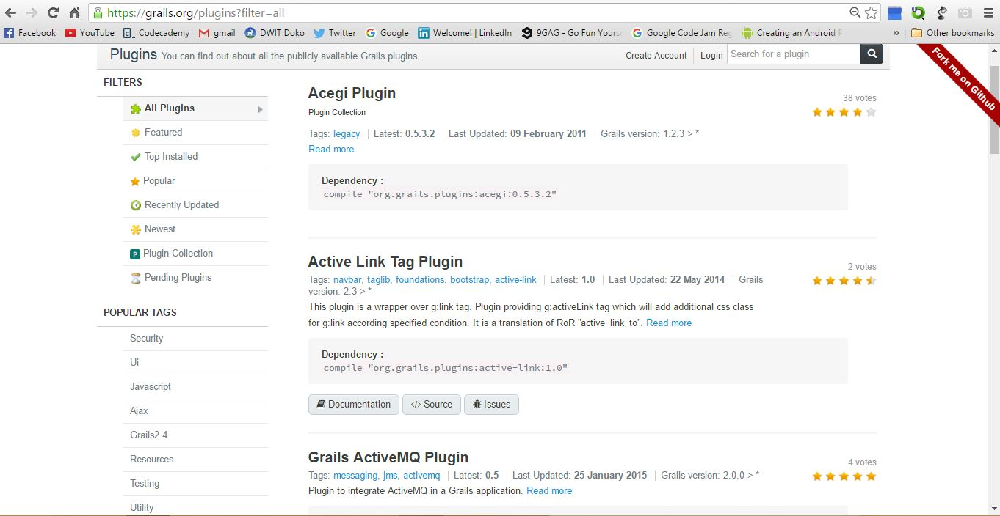 https://grails.org/plugins?filter=all
Facebook YouTube Codecademy gmail DWIT Doko Twitter Google Welcome! | LinkedIn 9GAG - Go Fun Yours Google Code Jam Reg Creating an Android P » Other bookmarks
Plugins You can find out about all the publicly available Grails plugins. Create Account Login Search for a plugin
Fork me on Github
FILTERS
All Plugins
Featured
Top Installed
Popular
Recently Updated
Newest
P Plugin Collection
Pending Plugins
POPULAR TAGS
Security
Ui
Javascript
Ajax
Grails2.4
Resources
Testing
Utility
Acegi Plugin
38 votes
Plugin Collection
Tags: legacy Latest: 0.5.3.2 Last Updated: 09 February 2011 Grails version: 1.2.3 > *
Read more
Dependency :
compile "org.grails.plugins:acegi:0.5.3.2"
Active Link Tag Plugin
2 votes
Tags: navbar, taglib, foundations, bootstrap, active-link Latest: 1.0 Last Updated: 22 May 2014 Grails
version: 2.3 > *
This plugin is a wrapper over g:link tag. Plugin providing g:activeLink tag which will add additional css class
for g:link according specified condition. It is a translation of RoR "active_link_to". Read more
Dependency :
compile "org.grails.plugins:active-link:1.0"
Documentation </> Source Issues
Grails ActiveMQ Plugin
4 votes
Tags: messaging, jms, activemq Latest: 0.5 Last Updated: 25 January 2015 Grails version: 2.0.0 > *
Plugin to integrate ActiveMQ in a Grails application. Read more